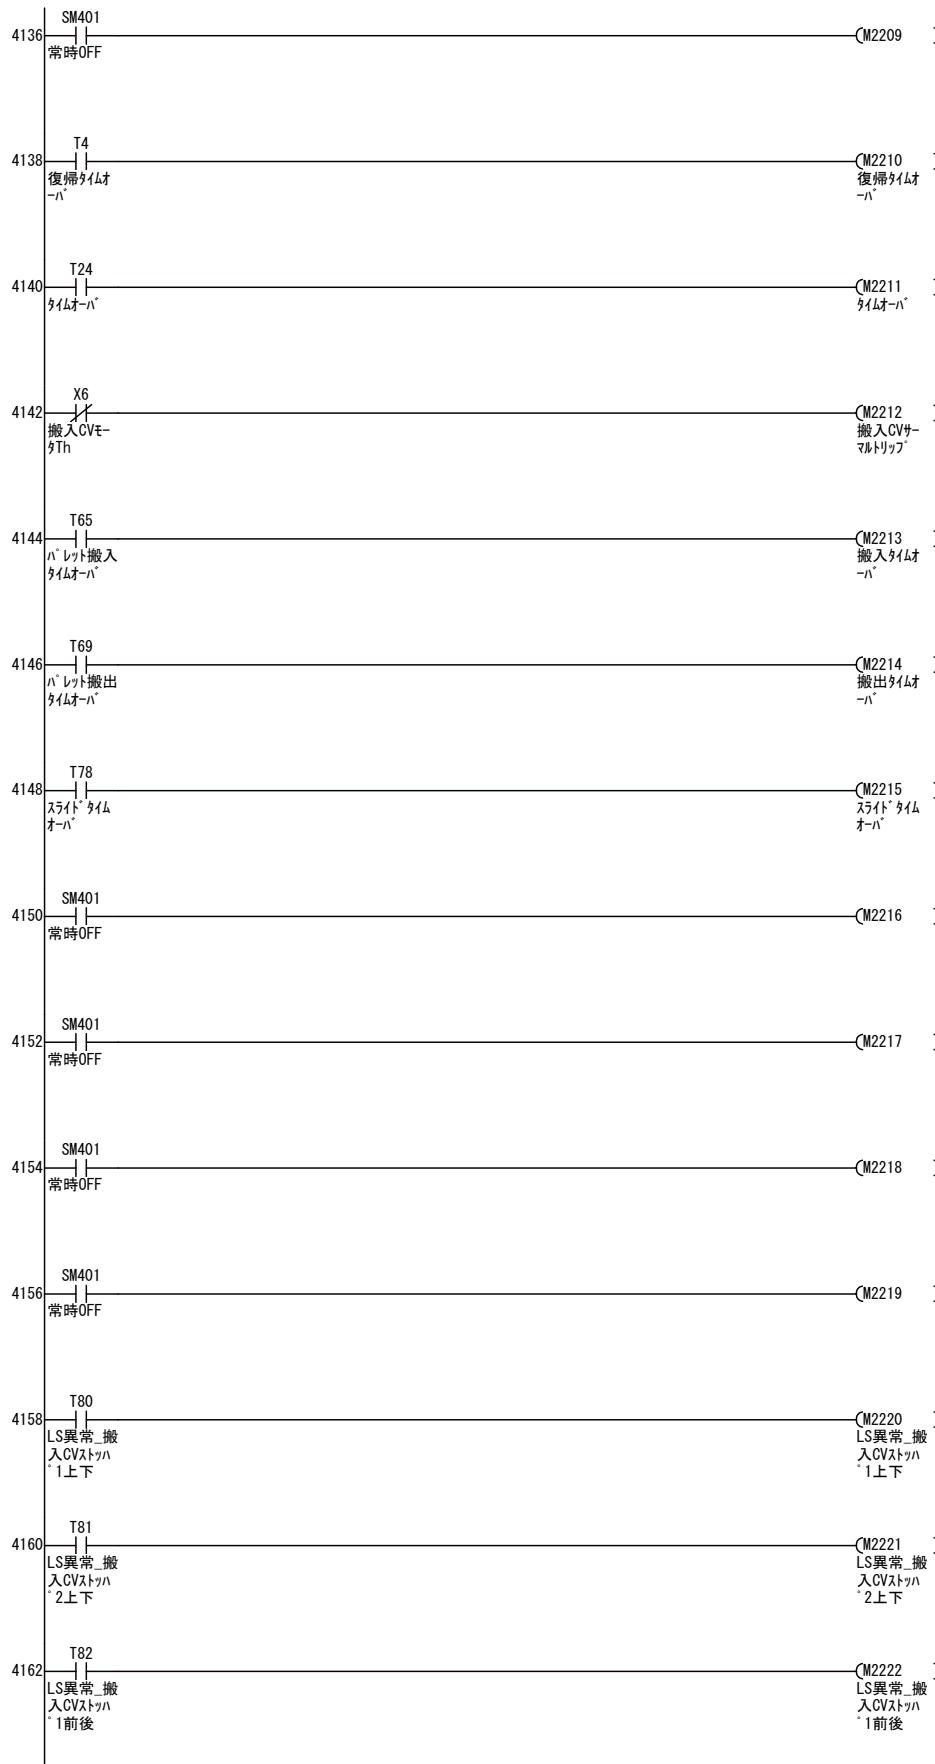 SM401
4136 (M2209 )
常時OFF
T4
4138 (M2210 )
復帰ﾀｲﾑｵ 復帰ﾀｲﾑｵ
ｰﾊﾞ ｰﾊﾞ
T24
4140 (M2211 )
ﾀｲﾑｵｰﾊﾞ ﾀｲﾑｵｰﾊﾞ
X6
4142 (M2212 )
搬入CVﾓｰ 搬入CVｻｰ
ﾀTh ﾏﾙﾄﾘｯﾌﾟ
T65
4144 (M2213 )
ﾊﾟﾚｯﾄ搬入 搬入ﾀｲﾑｵ
ﾀｲﾑｵｰﾊﾞ ｰﾊﾞ
T69
4146 (M2214 )
ﾊﾟﾚｯﾄ搬出 搬出ﾀｲﾑｵ
ﾀｲﾑｵｰﾊﾞ ｰﾊﾞ
T78
4148 (M2215 )
ｽﾗｲﾄﾞﾀｲﾑ ｽﾗｲﾄﾞﾀｲﾑ
ｵｰﾊﾞ ｵｰﾊﾞ
SM401
4150 (M2216 )
常時OFF
SM401
4152 (M2217 )
常時OFF
SM401
4154 (M2218 )
常時OFF
SM401
4156 (M2219 )
常時OFF
T80
4158 (M2220 )
LS異常_搬 LS異常_搬
入CVｽﾄｯﾊ 入CVｽﾄｯﾊ
ﾟ1上下 ﾟ1上下
T81
4160 (M2221 )
LS異常_搬 LS異常_搬
入CVｽﾄｯﾊ 入CVｽﾄｯﾊ
ﾟ2上下 ﾟ2上下
T82
4162 (M2222 )
LS異常_搬 LS異常_搬
入CVｽﾄｯﾊ 入CVｽﾄｯﾊ
ﾟ1前後 ﾟ1前後